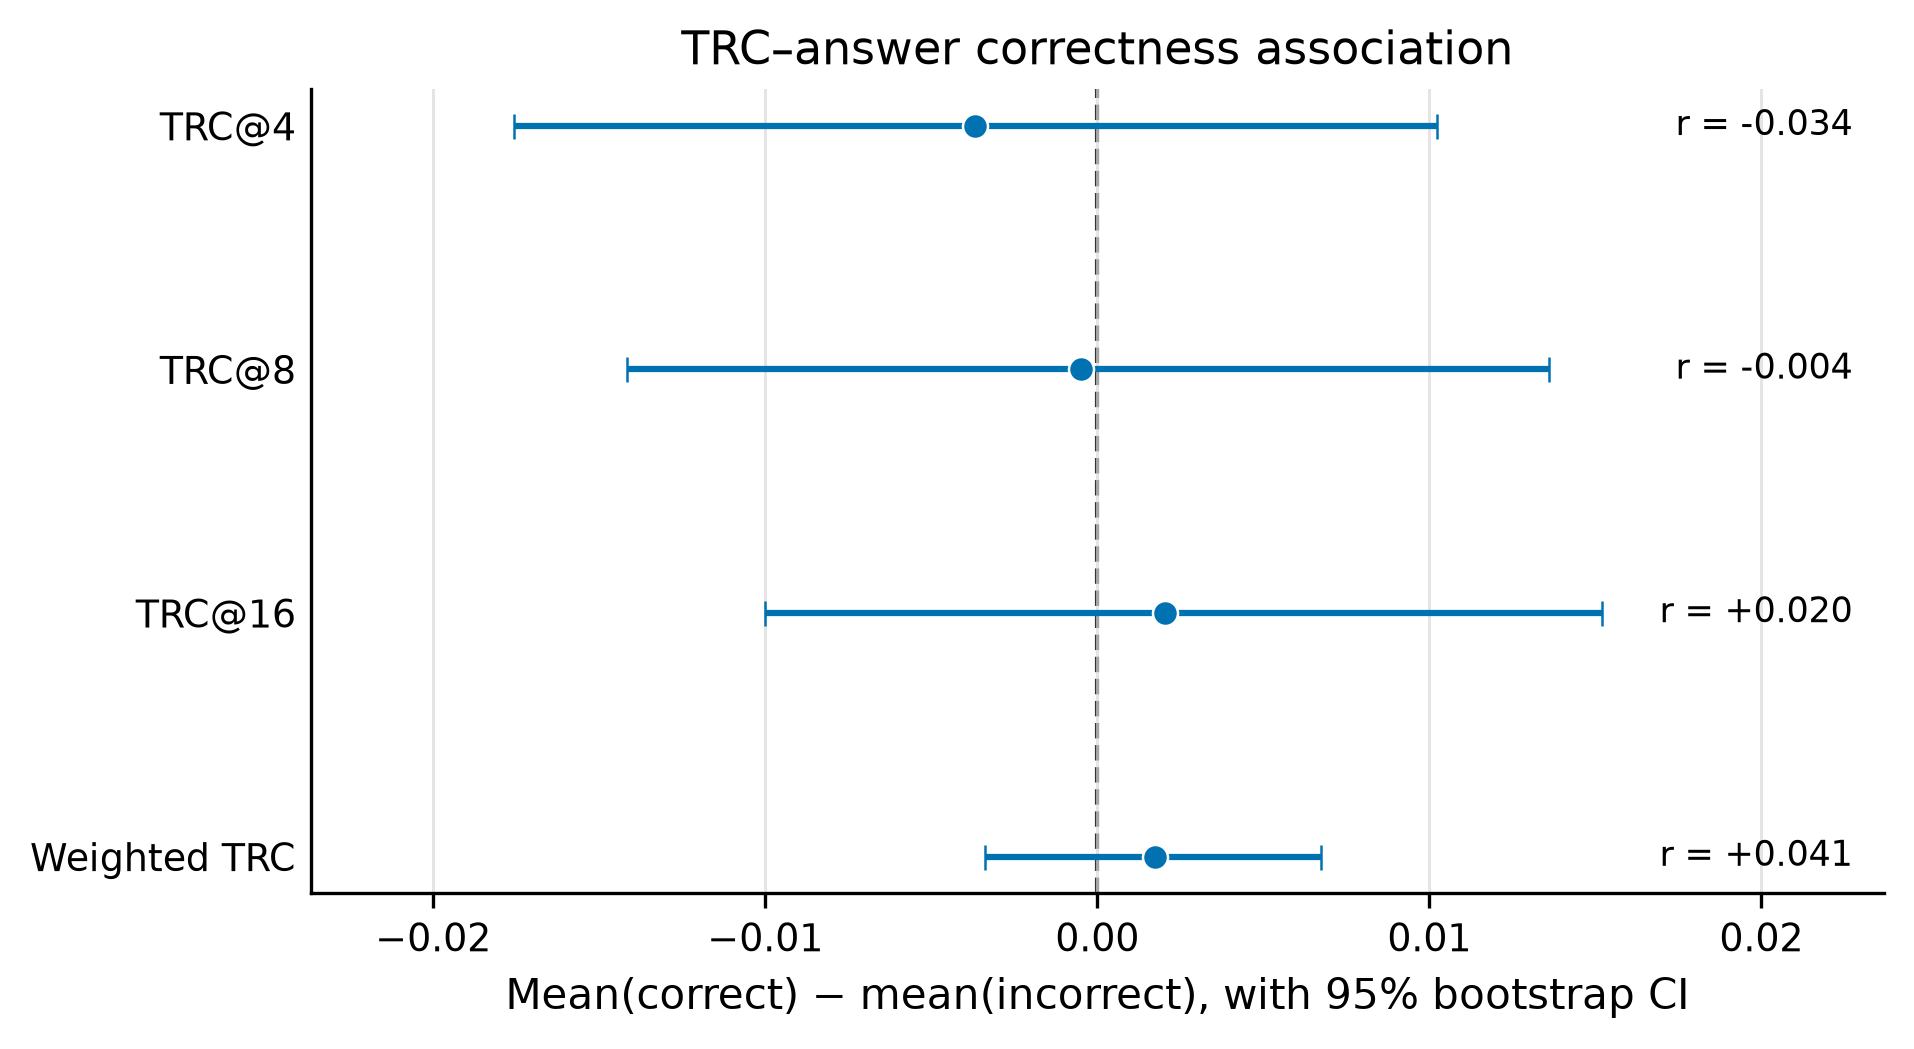 TRC–answer correctness association
TRC@4
r = -0.034
TRC@8
r = -0.004
TRC@16
r = +0.020
Weighted TRC
r = +0.041
−0.02
−0.01
0.00
0.01
0.02
Mean(correct) − mean(incorrect), with 95% bootstrap CI